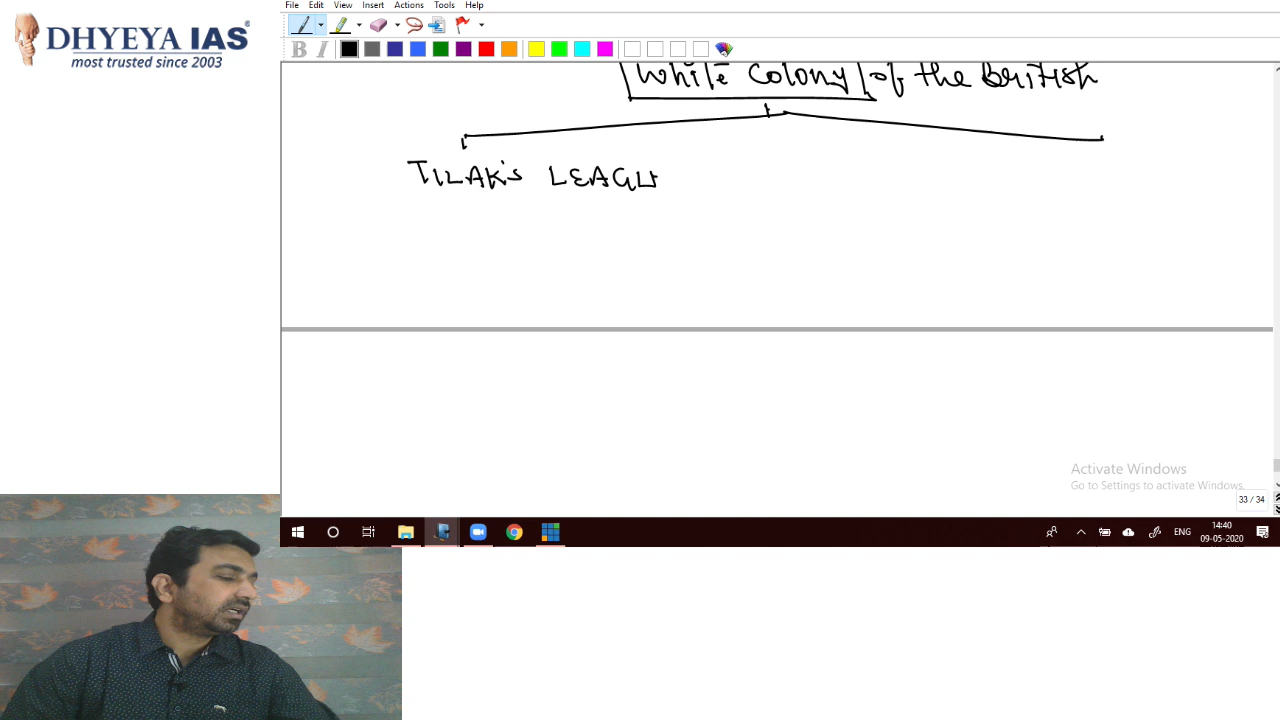 DHYEYA IAS®
most trusted since 2003
File Edit View Insert Actions Tools Help
B I
White Colony of the British
TILAK's LEAGU
Activate Windows
Go to Settings to activate Windows.
33 / 34
ENG
14:40
09-05-2020